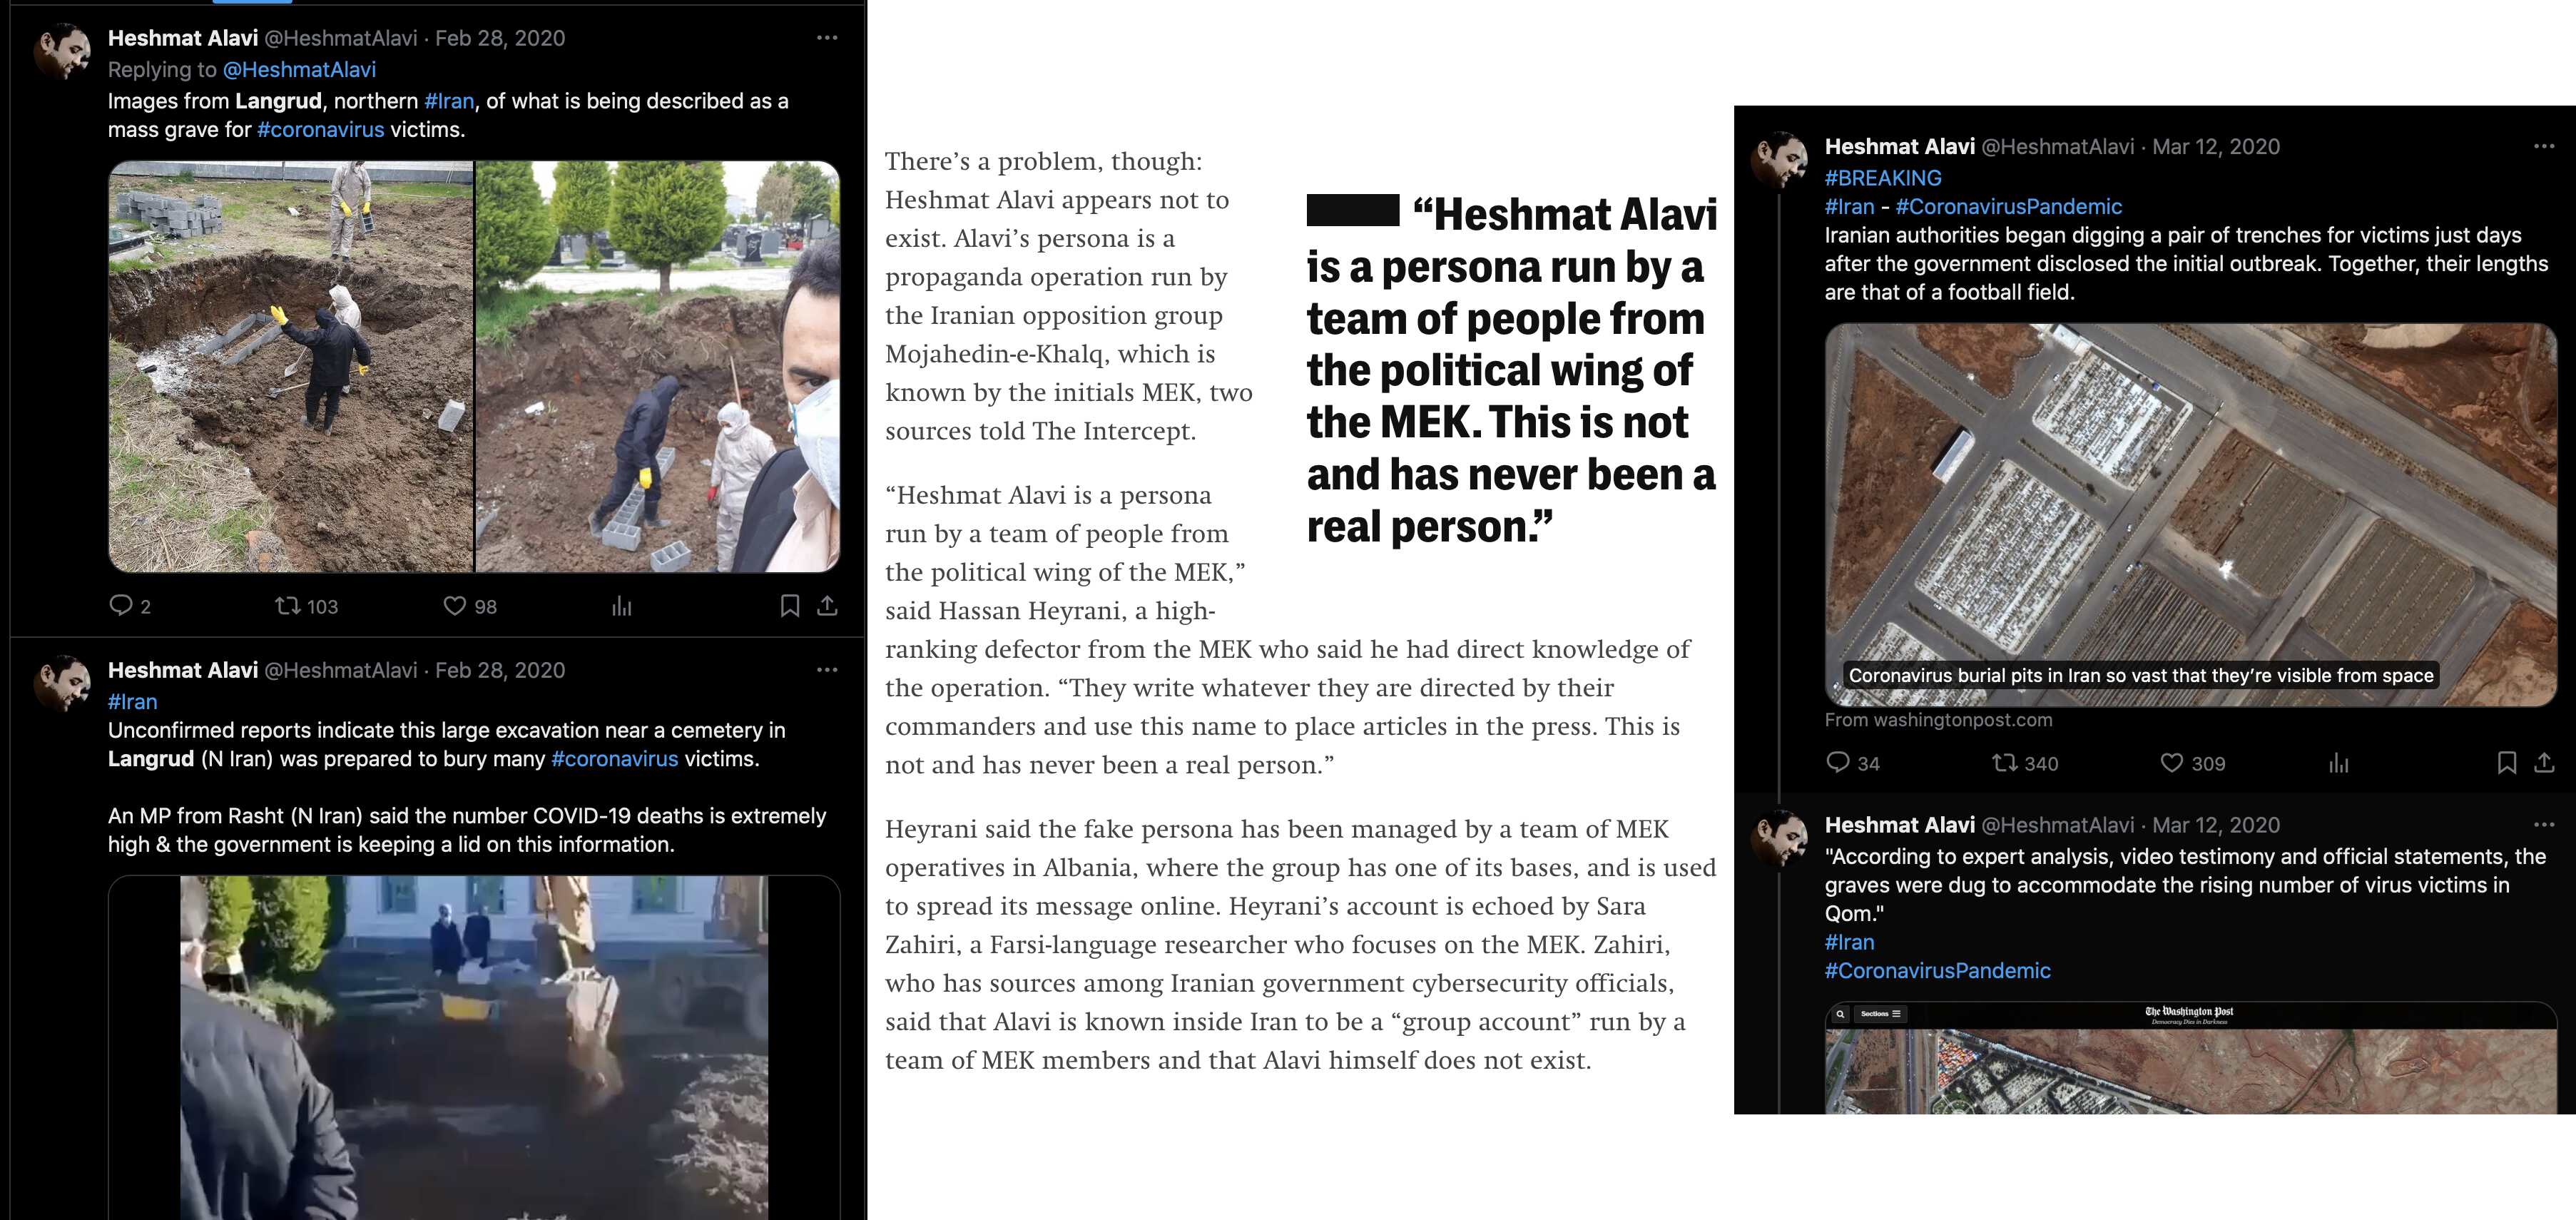 Heshmat Alavi @HeshmatAlavi · Feb 28, 2020
Replying to @HeshmatAlavi
Images from Langrud, northern #Iran, of what is being described as a
mass grave for #coronavirus victims.
2 103 98
Heshmat Alavi @HeshmatAlavi · Feb 28, 2020
#Iran
Unconfirmed reports indicate this large excavation near a cemetery in
Langrud (N Iran) was prepared to bury many #coronavirus victims.
An MP from Rasht (N Iran) said the number COVID-19 deaths is extremely
high & the government is keeping a lid on this information.
There's a problem, though:
Heshmat Alavi appears not to
exist. Alavi's persona is a
propaganda operation run by
the Iranian opposition group
Mojahedin-e-Khalq, which is
known by the initials MEK, two
sources told The Intercept.
"Heshmat Alavi is a persona
run by a team of people from
the political wing of the MEK,"
said Hassan Heyrani, a high-
ranking defector from the MEK who said he had direct knowledge of
the operation. "They write whatever they are directed by their
commanders and use this name to place articles in the press. This is
not and has never been a real person."
Heyrani said the fake persona has been managed by a team of MEK
operatives in Albania, where the group has one of its bases, and is used
to spread its message online. Heyrani's account is echoed by Sara
Zahiri, a Farsi-language researcher who focuses on the MEK. Zahiri,
who has sources among Iranian government cybersecurity officials,
said that Alavi is known inside Iran to be a "group account" run by a
team of MEK members and that Alavi himself does not exist.
"Heshmat Alavi
is a persona run by a
team of people from
the political wing of
the MEK. This is not
and has never been a
real person."
Heshmat Alavi @HeshmatAlavi · Mar 12, 2020
#BREAKING
#Iran - #CoronavirusPandemic
Iranian authorities began digging a pair of trenches for victims just days
after the government disclosed the initial outbreak. Together, their lengths
are that of a football field.
Coronavirus burial pits in Iran so vast that they're visible from space
From washingtonpost.com
34 340 309
Heshmat Alavi @HeshmatAlavi · Mar 12, 2020
"According to expert analysis, video testimony and official statements, the
graves were dug to accommodate the rising number of virus victims in
Qom."
#Iran
#CoronavirusPandemic
Sections
The Washington Post
Democracy Dies in Darkness